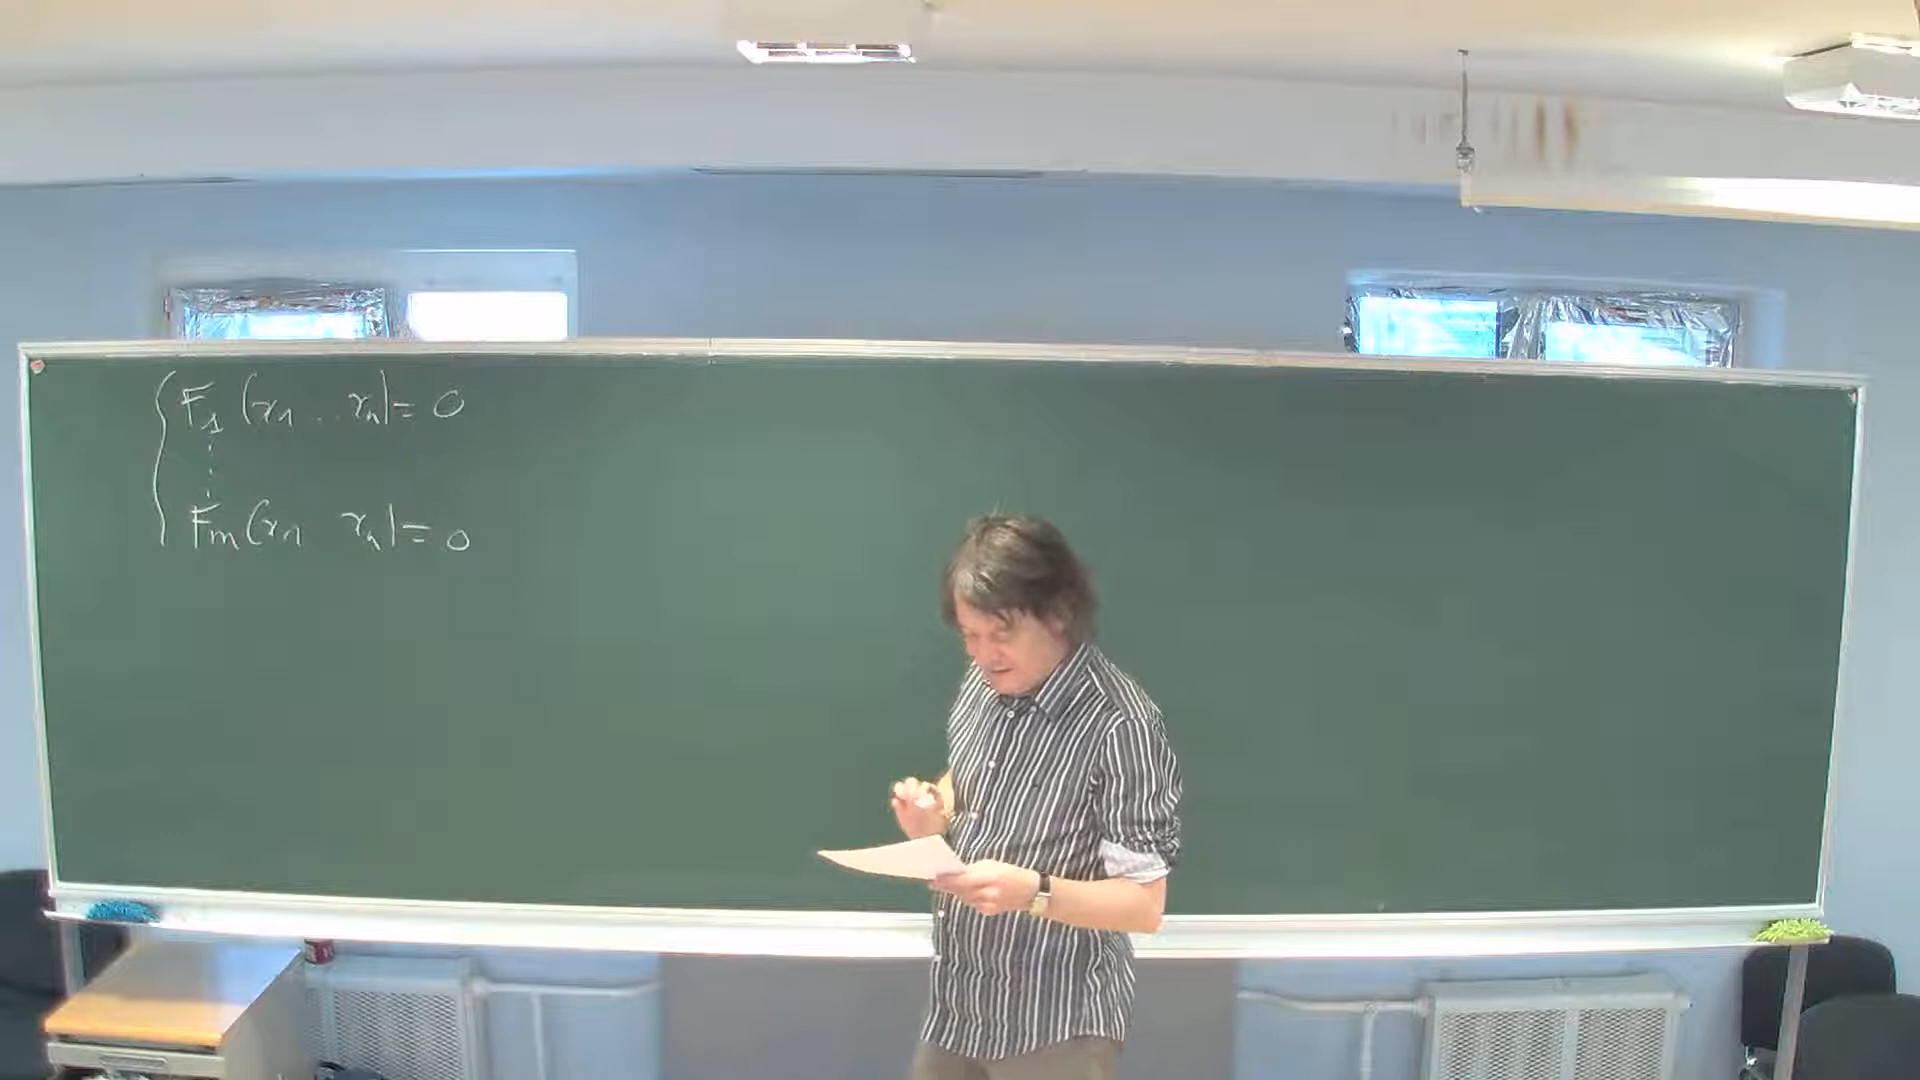 F₁ (x₁ .. xₙ) = 0
⋮
Fₘ (x₁ xₙ) = 0